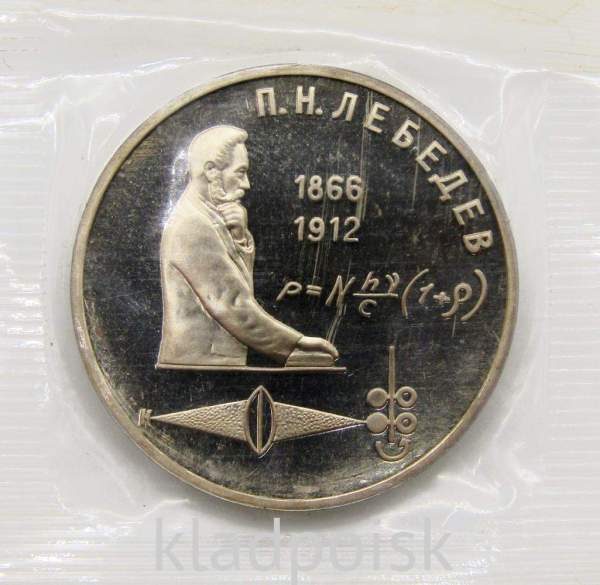 П.Н.ЛЕБЕДЕВ
1866
1912
p=N hν/c (1+ρ)
kladpoisk